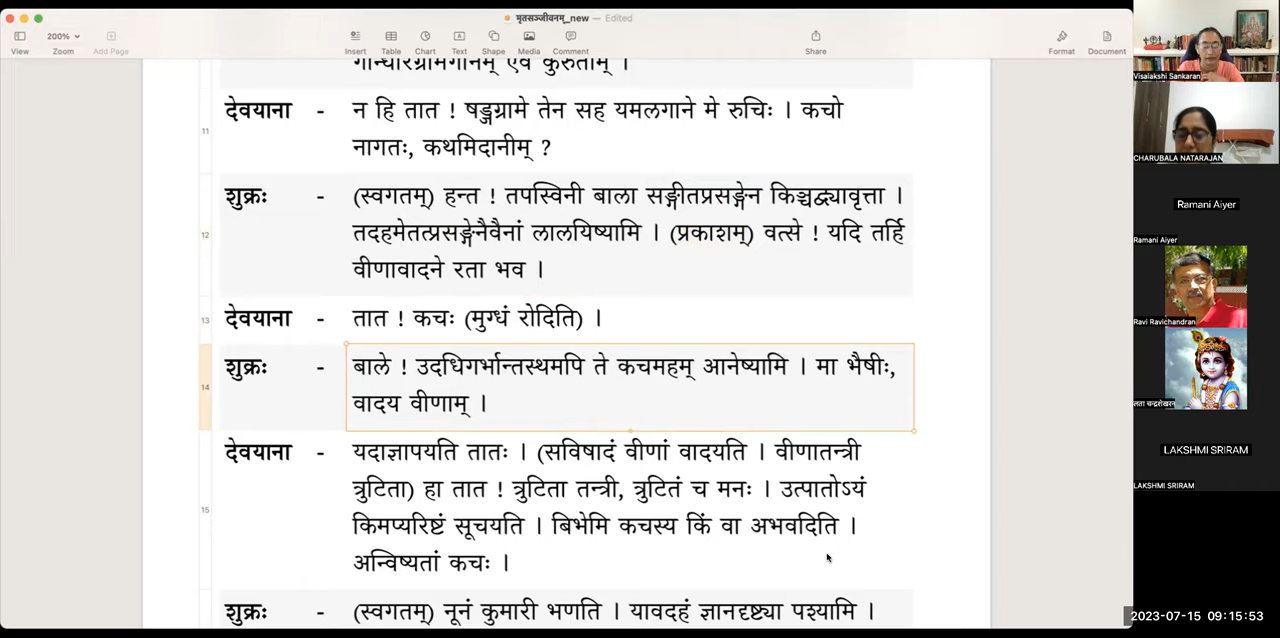 मृतसञ्जीवनम्_new — Edited
View
200%
Zoom
Add Page
Insert
Table
Chart
Text
Shape
Media
Comment
Share
Format
Document
गान्धारग्रामगानम् एव कुरुताम् ।
11
देवयाना - न हि तात ! षड्जग्रामे तेन सह यमलगाने मे रुचिः । कचो
नागतः, कथमिदानीम् ?
12
शुक्रः - (स्वगतम्) हन्त ! तपस्विनी बाला सङ्गीतप्रसङ्गेन किञ्चद्व्यावृत्ता ।
तदहमेतत्प्रसङ्गेनैवैनां लालयिष्यामि । (प्रकाशम्) वत्से ! यदि तर्हि
वीणावादने रता भव ।
13
देवयाना - तात ! कचः (मुग्धं रोदिति) ।
14
शुक्रः - बाले ! उदधिगर्भान्तस्थमपि ते कचमहम् आनेष्यामि । मा भैषीः,
वादय वीणाम् ।
15
देवयाना - यदाज्ञापयति तातः । (सविषादं वीणां वादयति । वीणातन्त्री
त्रुटिता) हा तात ! त्रुटिता तन्त्री, त्रुटितं च मनः । उत्पातोऽयं
किमप्यरिष्टं सूचयति । बिभेमि कचस्य किं वा अभवदिति ।
अन्विष्यतां कचः ।
शुक्रः - (स्वगतम्) नूनं कुमारी भणति । यावदहं ज्ञानदृष्ट्या पश्यामि ।
Visalakshi Sankaran
CHARUBALA NATARAJAN
Ramani Aiyer
Ramani Aiyer
Ravi Ravichandran
लता चन्द्रशेखरन
LAKSHMI SRIRAM
LAKSHMI SRIRAM
2023-07-15 09:15:53